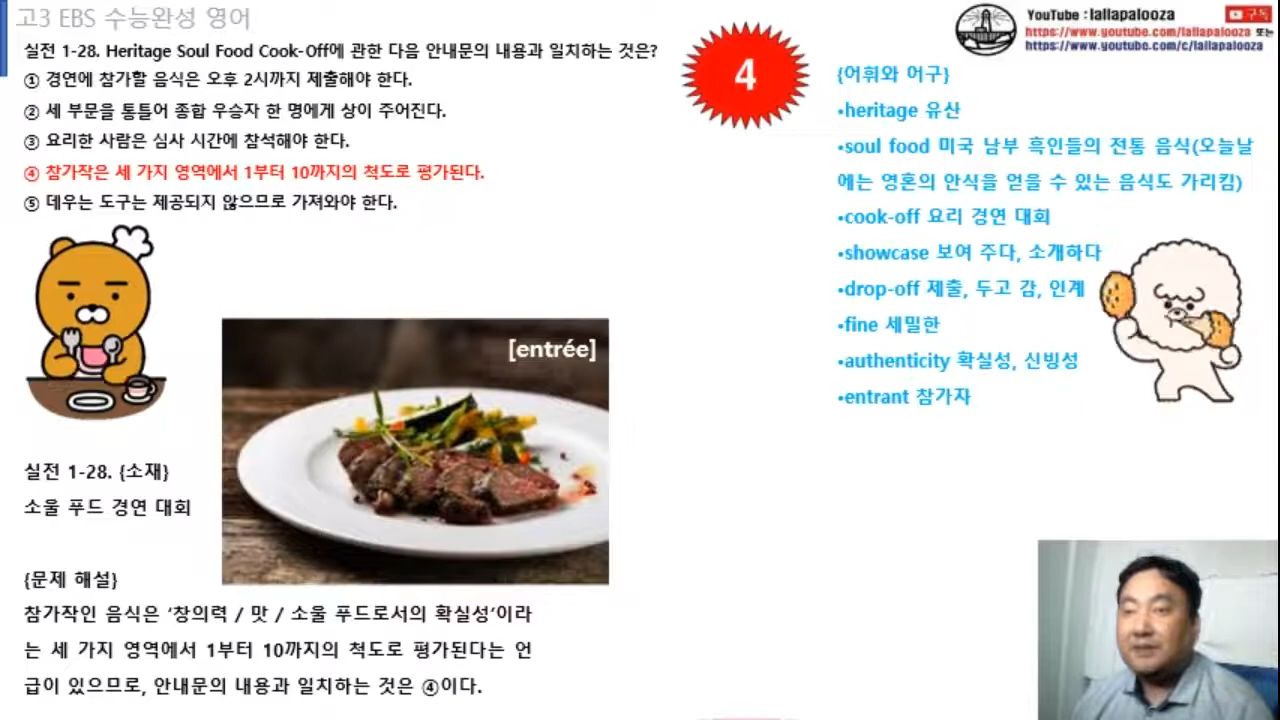 고3 EBS 수능완성 영어
실전 1-28. Heritage Soul Food Cook-Off에 관한 다음 안내문의 내용과 일치하는 것은?
① 경연에 참가할 음식은 오후 2시까지 제출해야 한다.
② 세 부문을 통틀어 종합 우승자 한 명에게 상이 주어진다.
③ 요리한 사람은 심사 시간에 참석해야 한다.
④ 참가작은 세 가지 영역에서 1부터 10까지의 척도로 평가된다.
⑤ 데우는 도구는 제공되지 않으므로 가져와야 한다.
[entrée]
실전 1-28. {소재}
소울 푸드 경연 대회
{문제 해설}
참가작인 음식은 ‘창의력 / 맛 / 소울 푸드로서의 확실성’이라
는 세 가지 영역에서 1부터 10까지의 척도로 평가된다는 언
급이 있으므로, 안내문의 내용과 일치하는 것은 ④이다.
4
YouTube : lallapalooza
구독
https://www.youtube.com/lallapalooza 또는
https://www.youtube.com/c/lallapalooza
{어휘와 어구}
•heritage 유산
•soul food 미국 남부 흑인들의 전통 음식(오늘날
에는 영혼의 안식을 얻을 수 있는 음식도 가리킴)
•cook-off 요리 경연 대회
•showcase 보여 주다, 소개하다
•drop-off 제출, 두고 감, 인계
•fine 세밀한
•authenticity 확실성, 신빙성
•entrant 참가자